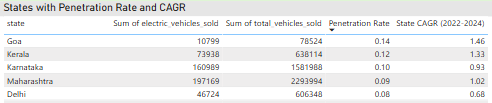 States with Penetration Rate and CAGR
state Sum of electric_vehicles_sold Sum of total_vehicles_sold Penetration Rate State CAGR (2022-2024)
Goa 10799 78524 0.14 1.46
Kerala 73938 638114 0.12 1.33
Karnataka 160989 1581988 0.10 0.93
Maharashtra 197169 2293994 0.09 1.02
Delhi 46724 606348 0.08 0.68